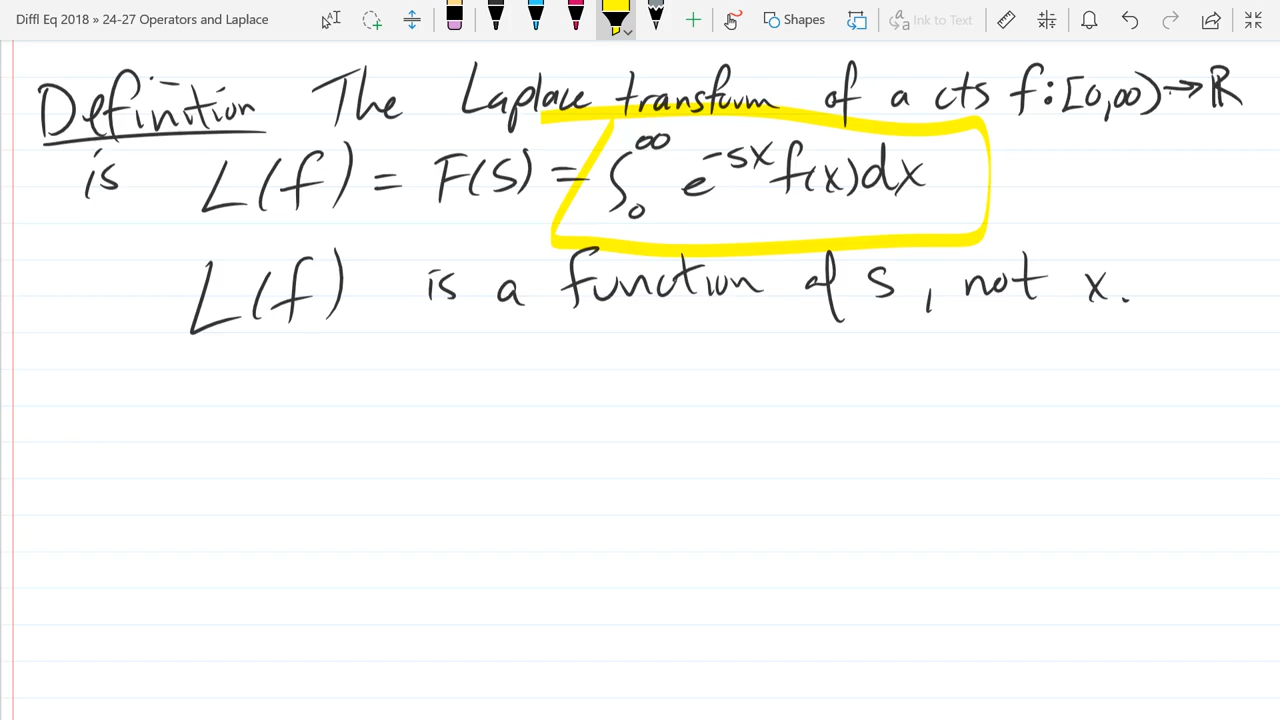 Diffl Eq 2018 » 24-27 Operators and Laplace
Shapes
Ink to Text
Definition The Laplace transform of a cts f:[0,∞)→ℝ
is L(f) = F(s) = ∫₀^∞ e^{-sx} f(x)dx
L(f) is a function of s, not x.